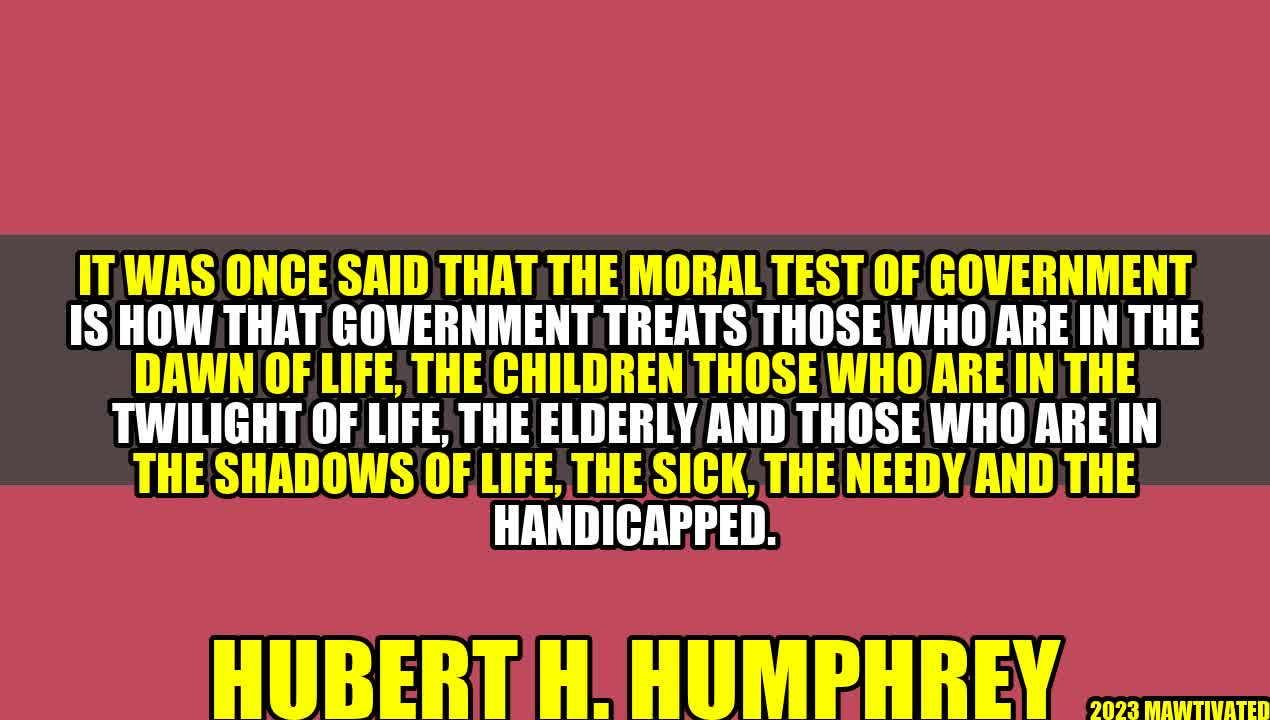 IT WAS ONCE SAID THAT THE MORAL TEST OF GOVERNMENT
IS HOW THAT GOVERNMENT TREATS THOSE WHO ARE IN THE
DAWN OF LIFE, THE CHILDREN THOSE WHO ARE IN THE
TWILIGHT OF LIFE, THE ELDERLY AND THOSE WHO ARE IN
THE SHADOWS OF LIFE, THE SICK, THE NEEDY AND THE
HANDICAPPED.
HUBERT H. HUMPHREY
2023 MAWTIVATED